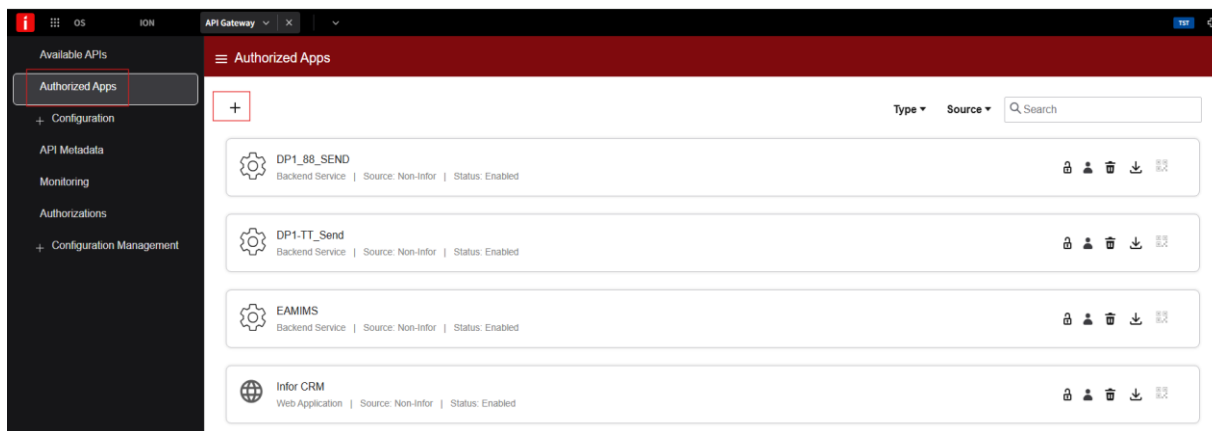 OS ION API Gateway TST
Available APIs
Authorized Apps
Authorized Apps
+ Configuration
API Metadata
Monitoring
Authorizations
+ Configuration Management
Type Source Search
DP1_88_SEND
Backend Service | Source: Non-Infor | Status: Enabled
DP1-TT_Send
Backend Service | Source: Non-Infor | Status: Enabled
EAMIMS
Backend Service | Source: Non-Infor | Status: Enabled
Infor CRM
Web Application | Source: Non-Infor | Status: Enabled